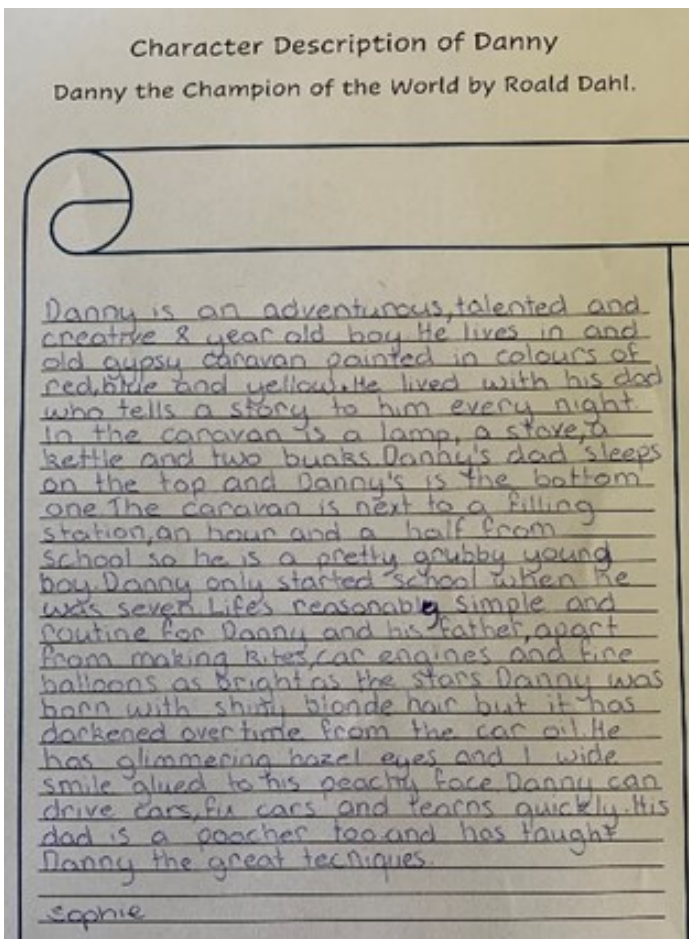 Character Description of Danny
Danny the Champion of the World by Roald Dahl.
Danny is an adventurous, talented and
creative 8 year old boy. He lives in and
old gypsy caravan painted in colours of
red, blue and yellow. He lived with his dad
who tells a story to him every night.
In the caravan is a lamp, a stove, a
kettle and two bunks. Danny's dad sleeps
on the top and Danny's is the bottom
one. The caravan is next to a filling
station, an hour and a half from
school so he is a pretty grubby young
boy. Danny only started school when he
was seven. Life's reasonably simple and
routine for Danny and his father, apart
from making kites, car engines and fire
balloons as bright as the stars. Danny was
born with shiny blonde hair but it has
darkened over time from the car oil. He
has glimmering hazel eyes and 1 wide
smile glued to his peachy face. Danny can
drive cars, fix cars and learns quickly. His
dad is a poacher too and has taught
Danny the great tecniques.
Sophie